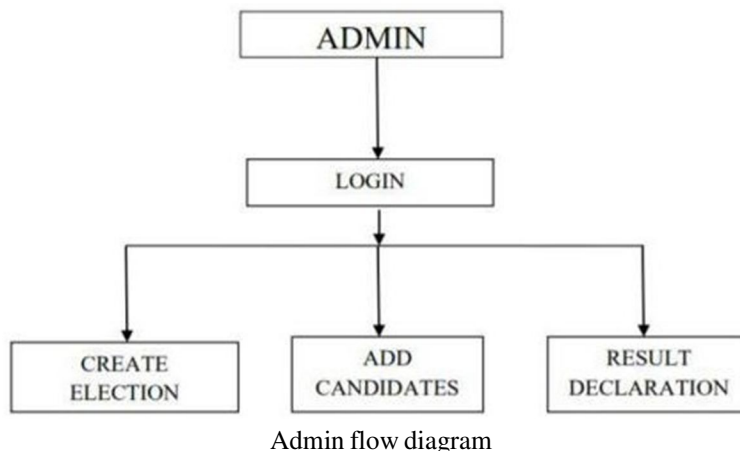 ADMIN
LOGIN
CREATE
ELECTION
ADD
CANDIDATES
RESULT
DECLARATION
Admin flow diagram